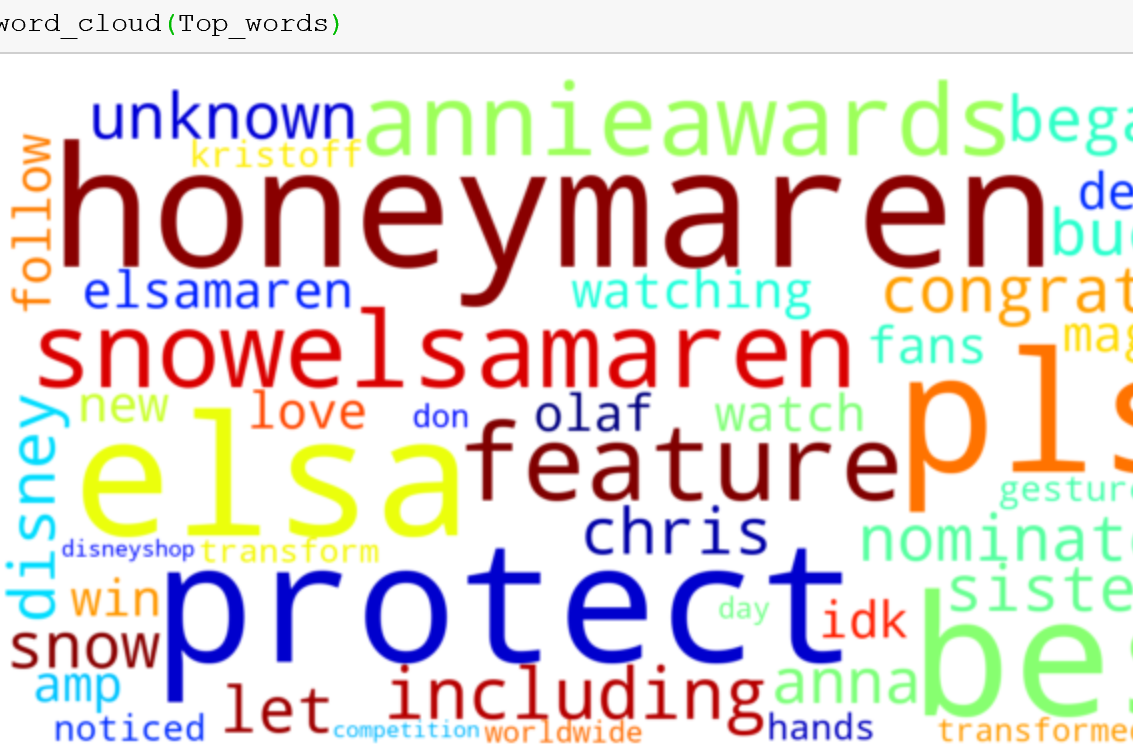 word_cloud(Top_words)
unknown
annieawards
bega
kristoff
follow
honeymaren
de
bu
elsamaren
watching
congrat
snowelsamaren
fans
mag
disney
new
love
don
olaf
watch
pls
elsa
feature
gesture
chris
nominat
disneyshop
transform
protect
siste
win
day
idk
bes
snow
amp
let
including
anna
noticed
competition
worldwide
hands
transformed